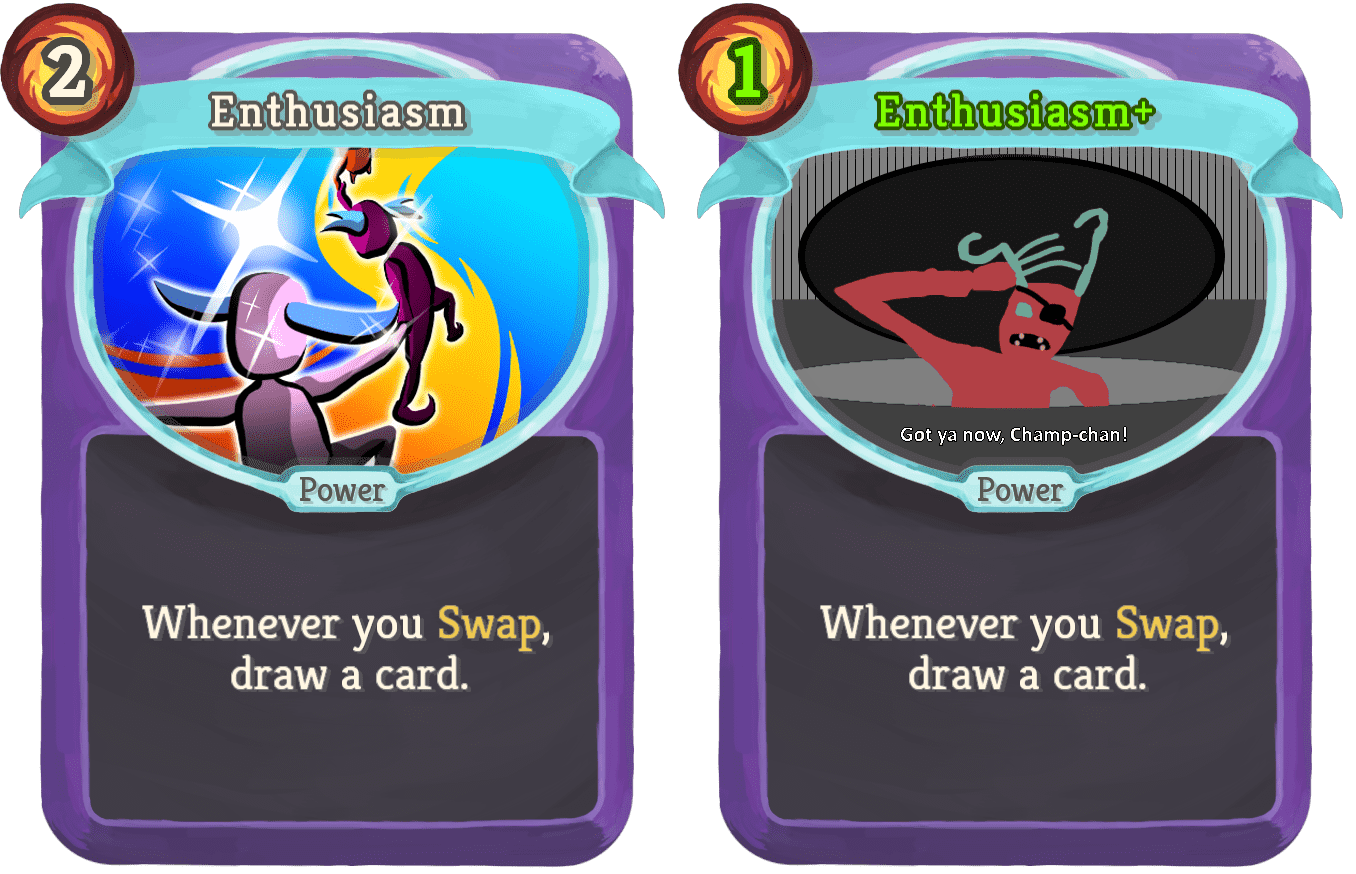 2
Enthusiasm
Power
Whenever you Swap,
draw a card.
1
Enthusiasm+
Got ya now, Champ-chan!
Power
Whenever you Swap,
draw a card.